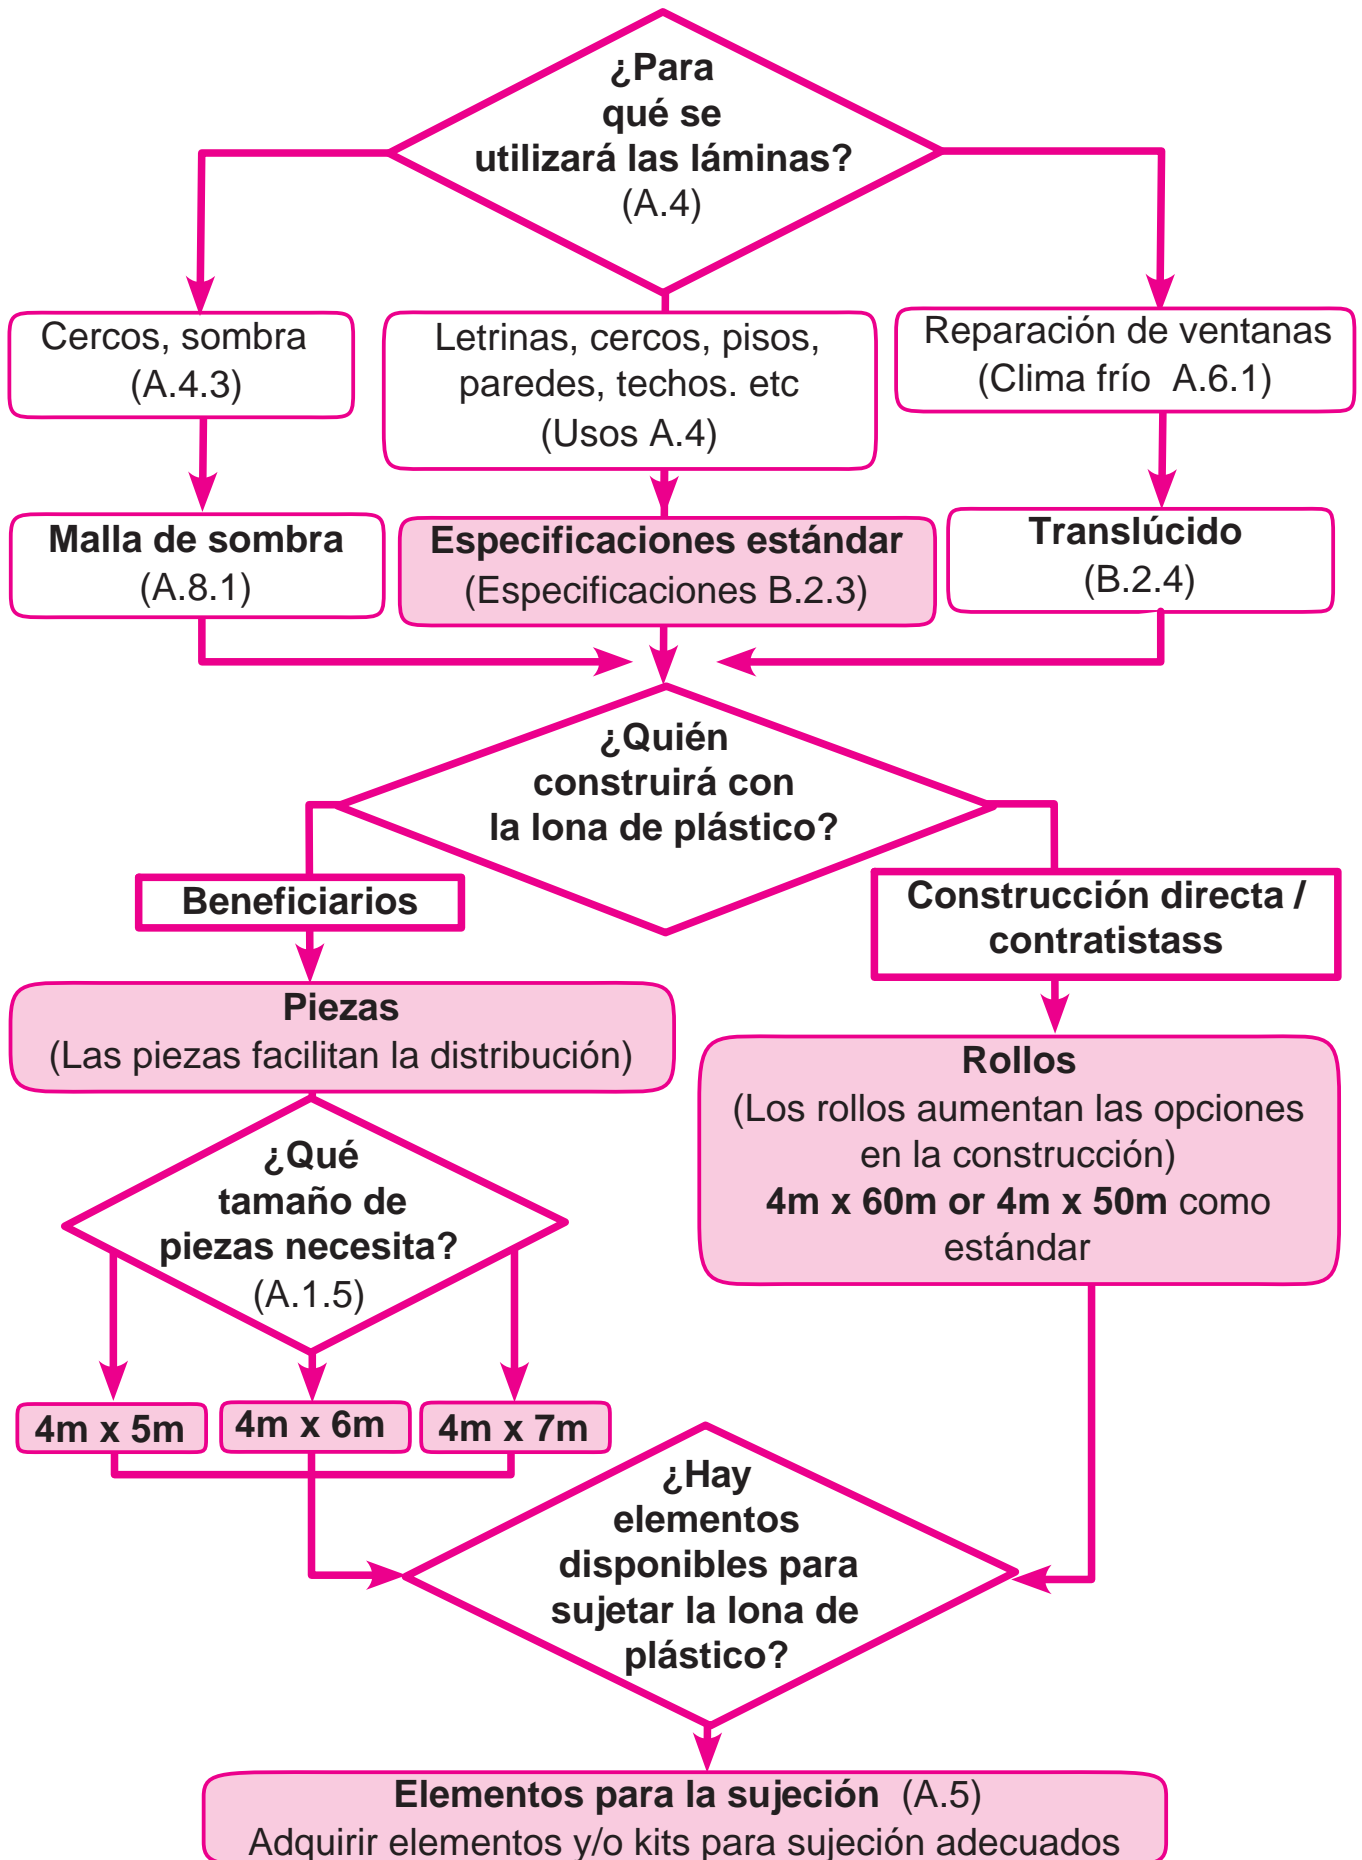 ¿Para
qué se
utilizará las láminas?
(A.4)
Cercos, sombra
(A.4.3)
Letrinas, cercos, pisos,
paredes, techos. etc
(Usos A.4)
Reparación de ventanas
(Clima frío A.6.1)
Malla de sombra
(A.8.1)
Especificaciones estándar
(Especificaciones B.2.3)
Translúcido
(B.2.4)
¿Quién
construirá con
la lona de plástico?
Beneficiarios
Construcción directa /
contratistass
Piezas
(Las piezas facilitan la distribución)
Rollos
(Los rollos aumentan las opciones
en la construcción)
4m x 60m or 4m x 50m como
estándar
¿Qué
tamaño de
piezas necesita?
(A.1.5)
4m x 5m
4m x 6m
4m x 7m
¿Hay
elementos
disponibles para
sujetar la lona de
plástico?
Elementos para la sujeción (A.5)
Adquirir elementos y/o kits para sujeción adecuados